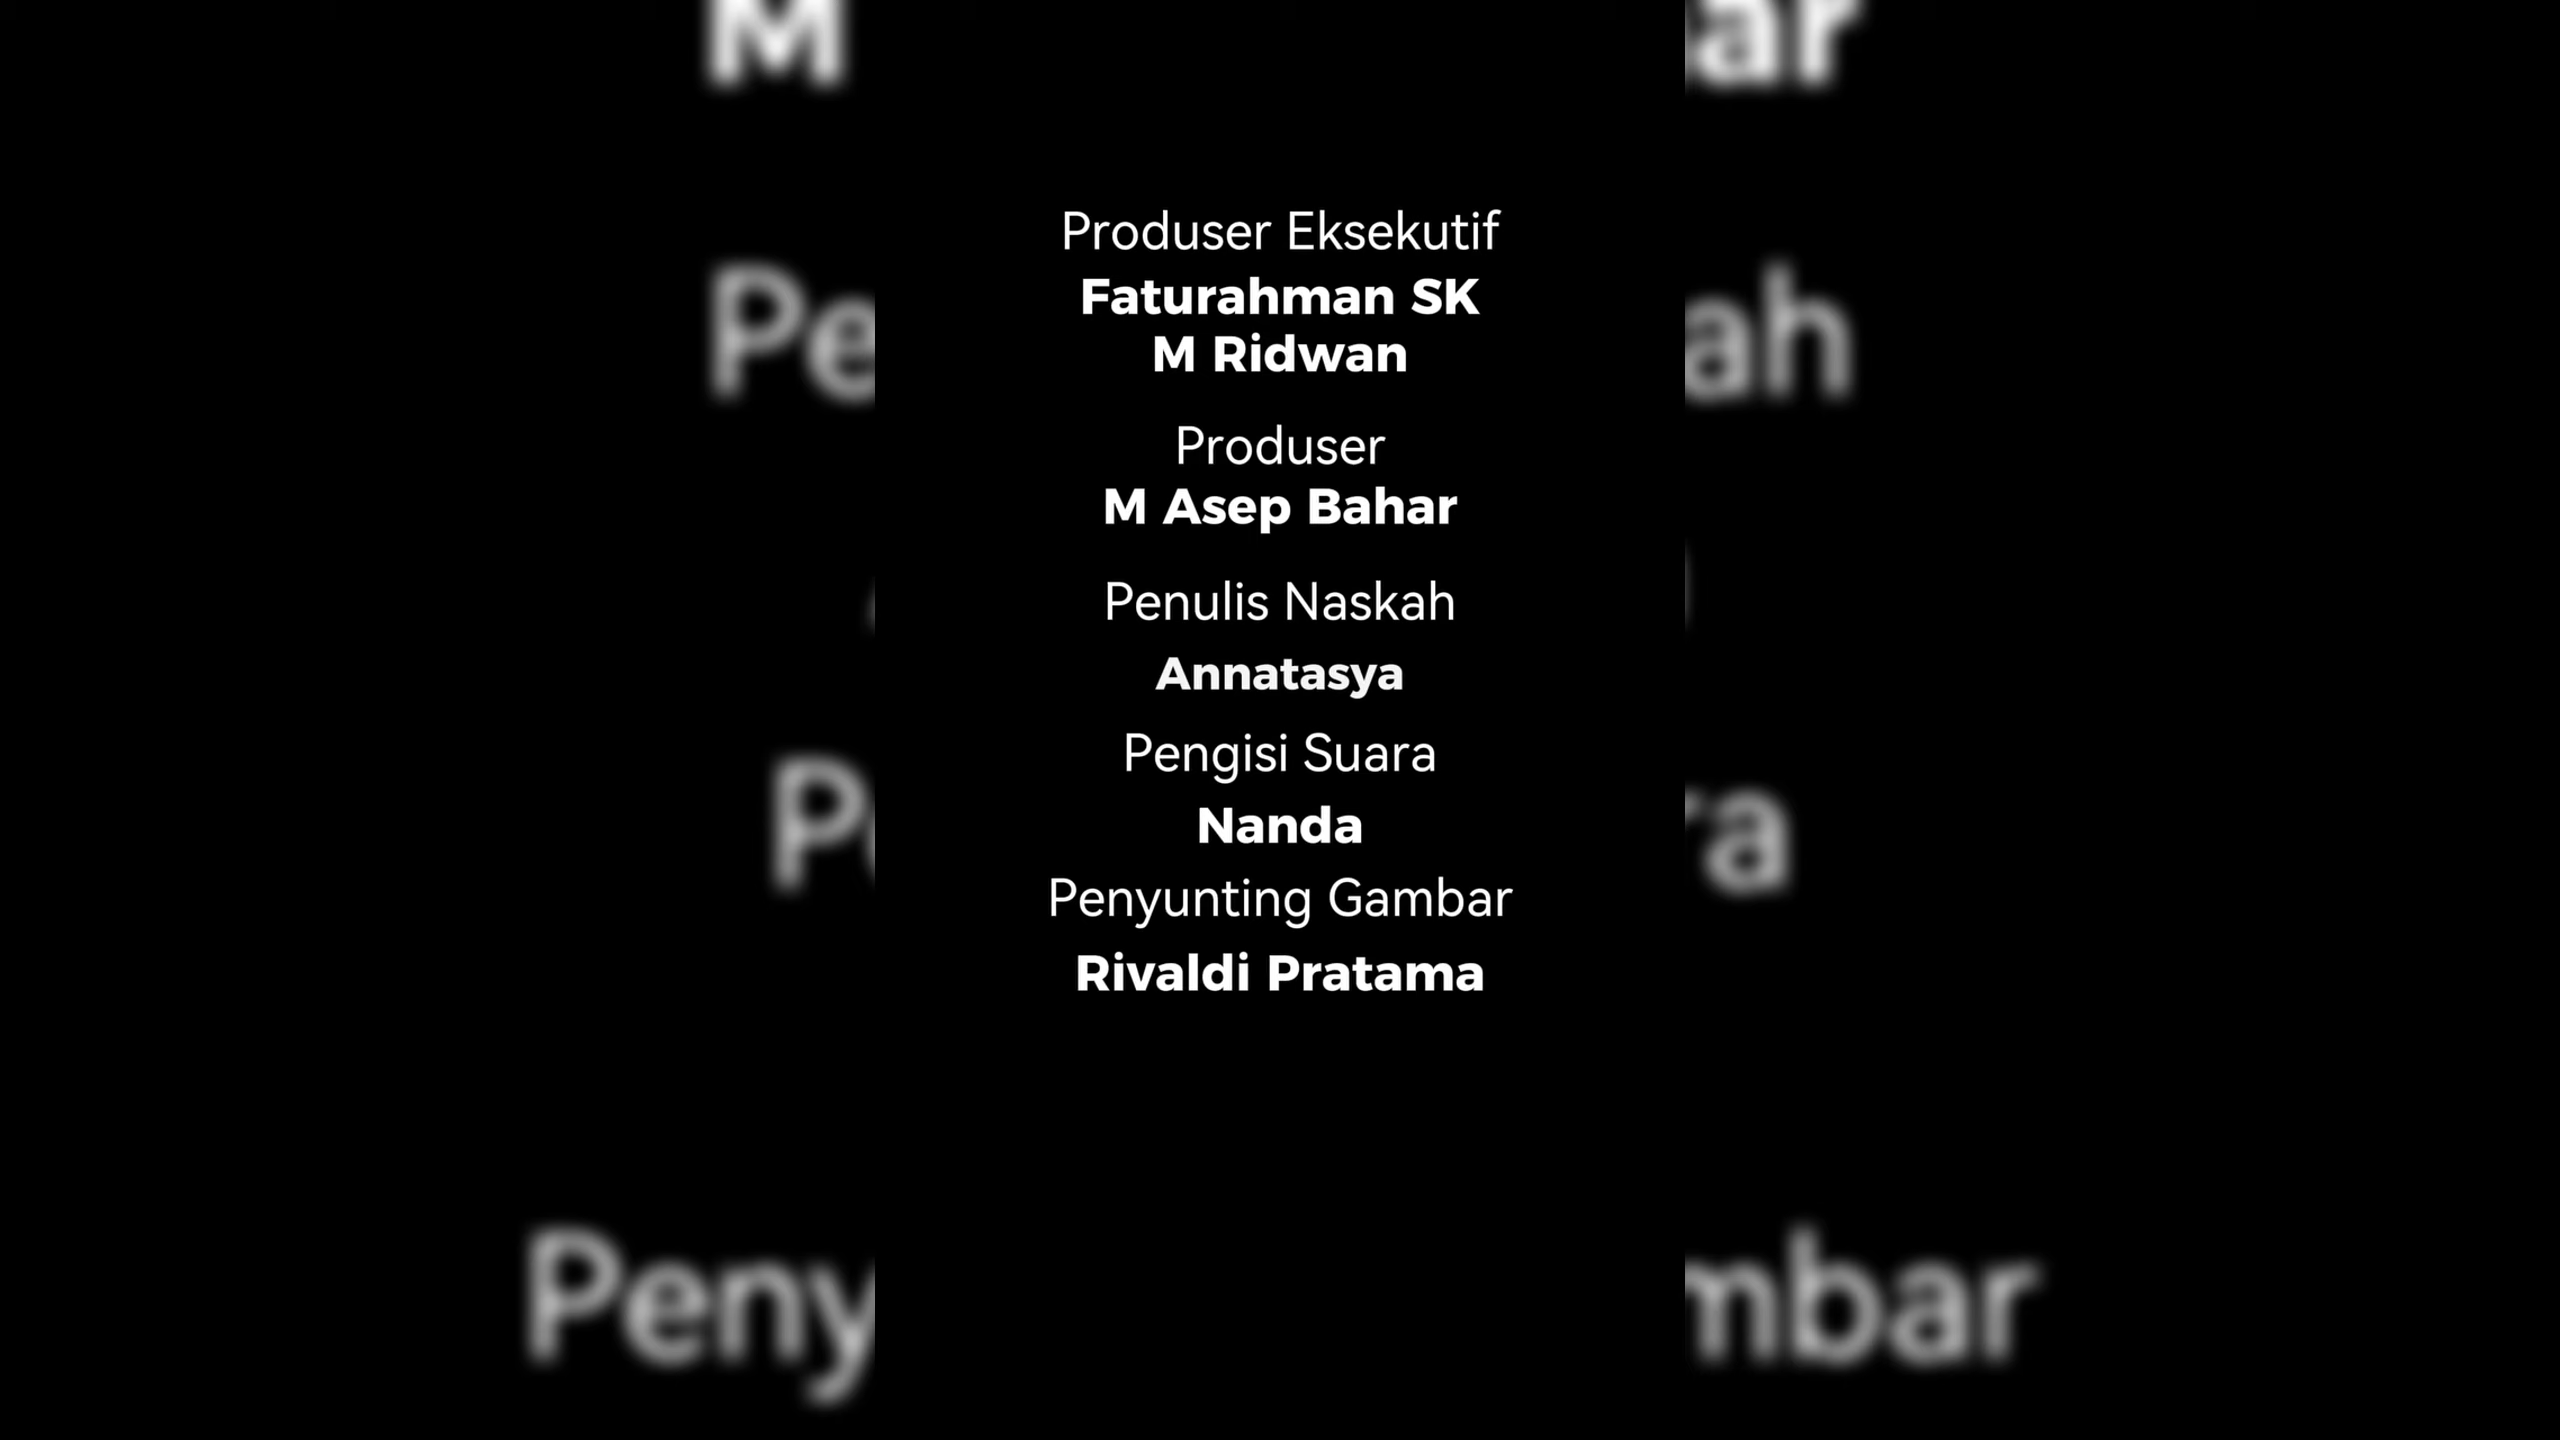 Produser Eksekutif
Faturahman SK
M Ridwan
Produser
M Asep Bahar
Penulis Naskah
Annatasya
Pengisi Suara
Nanda
Penyunting Gambar
Rivaldi Pratama